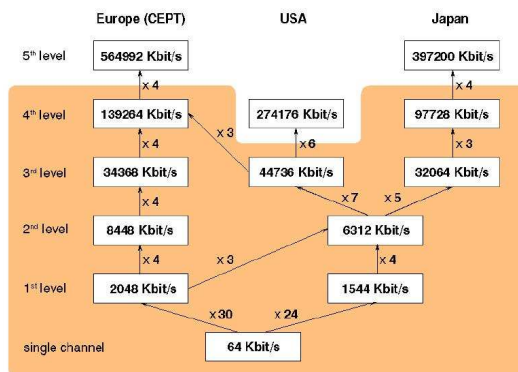 Europe (CEPT) USA Japan
5th level 564992 Kbit/s 397200 Kbit/s
x 4 x 4
4th level 139264 Kbit/s 274176 Kbit/s 97728 Kbit/s
x 4 x 3 x 6 x 3
3rd level 34368 Kbit/s 44736 Kbit/s 32064 Kbit/s
x 4 x 7 x 5
2nd level 8448 Kbit/s 6312 Kbit/s
x 4 x 3 x 4
1st level 2048 Kbit/s 1544 Kbit/s
x 30 x 24
single channel 64 Kbit/s